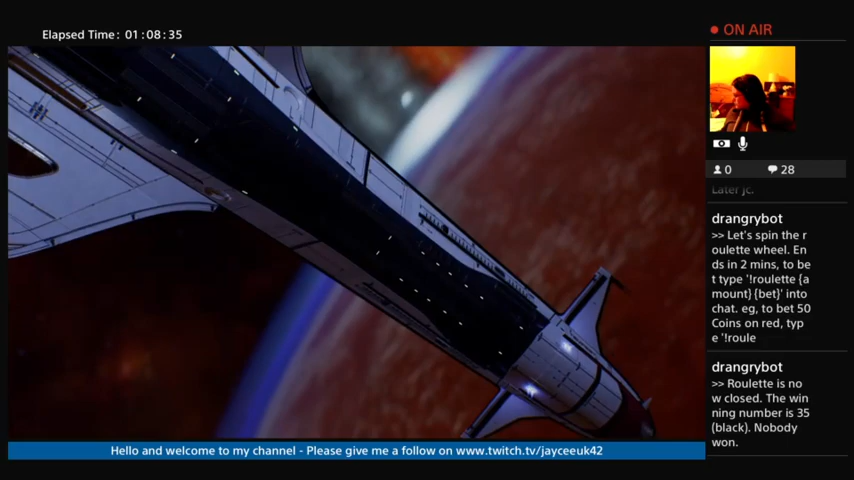 Elapsed Time: 01:08:35
ON AIR
0
28
Later jc.
drangrybot
>> Let's spin the r
oulette wheel. En
ds in 2 mins, to be
t type '!roulette {a
mount} {bet}' into
chat. eg, to bet 50
Coins on red, typ
e '!roule
drangrybot
>> Roulette is no
w closed. The win
ning number is 35
(black). Nobody
won.
Hello and welcome to my channel - Please give me a follow on www.twitch.tv/jayceeuk42